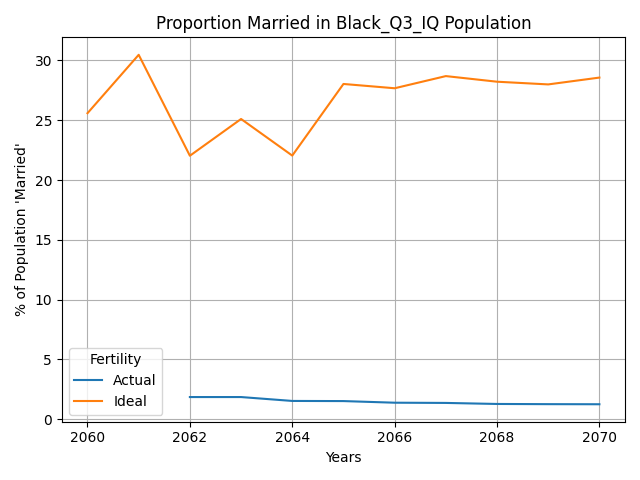 Proportion Married in Black_Q3_IQ Population
% of Population 'Married'
30
25
20
15
10
5
0
Fertility
Actual
Ideal
2060 2062 2064 2066 2068 2070
Years